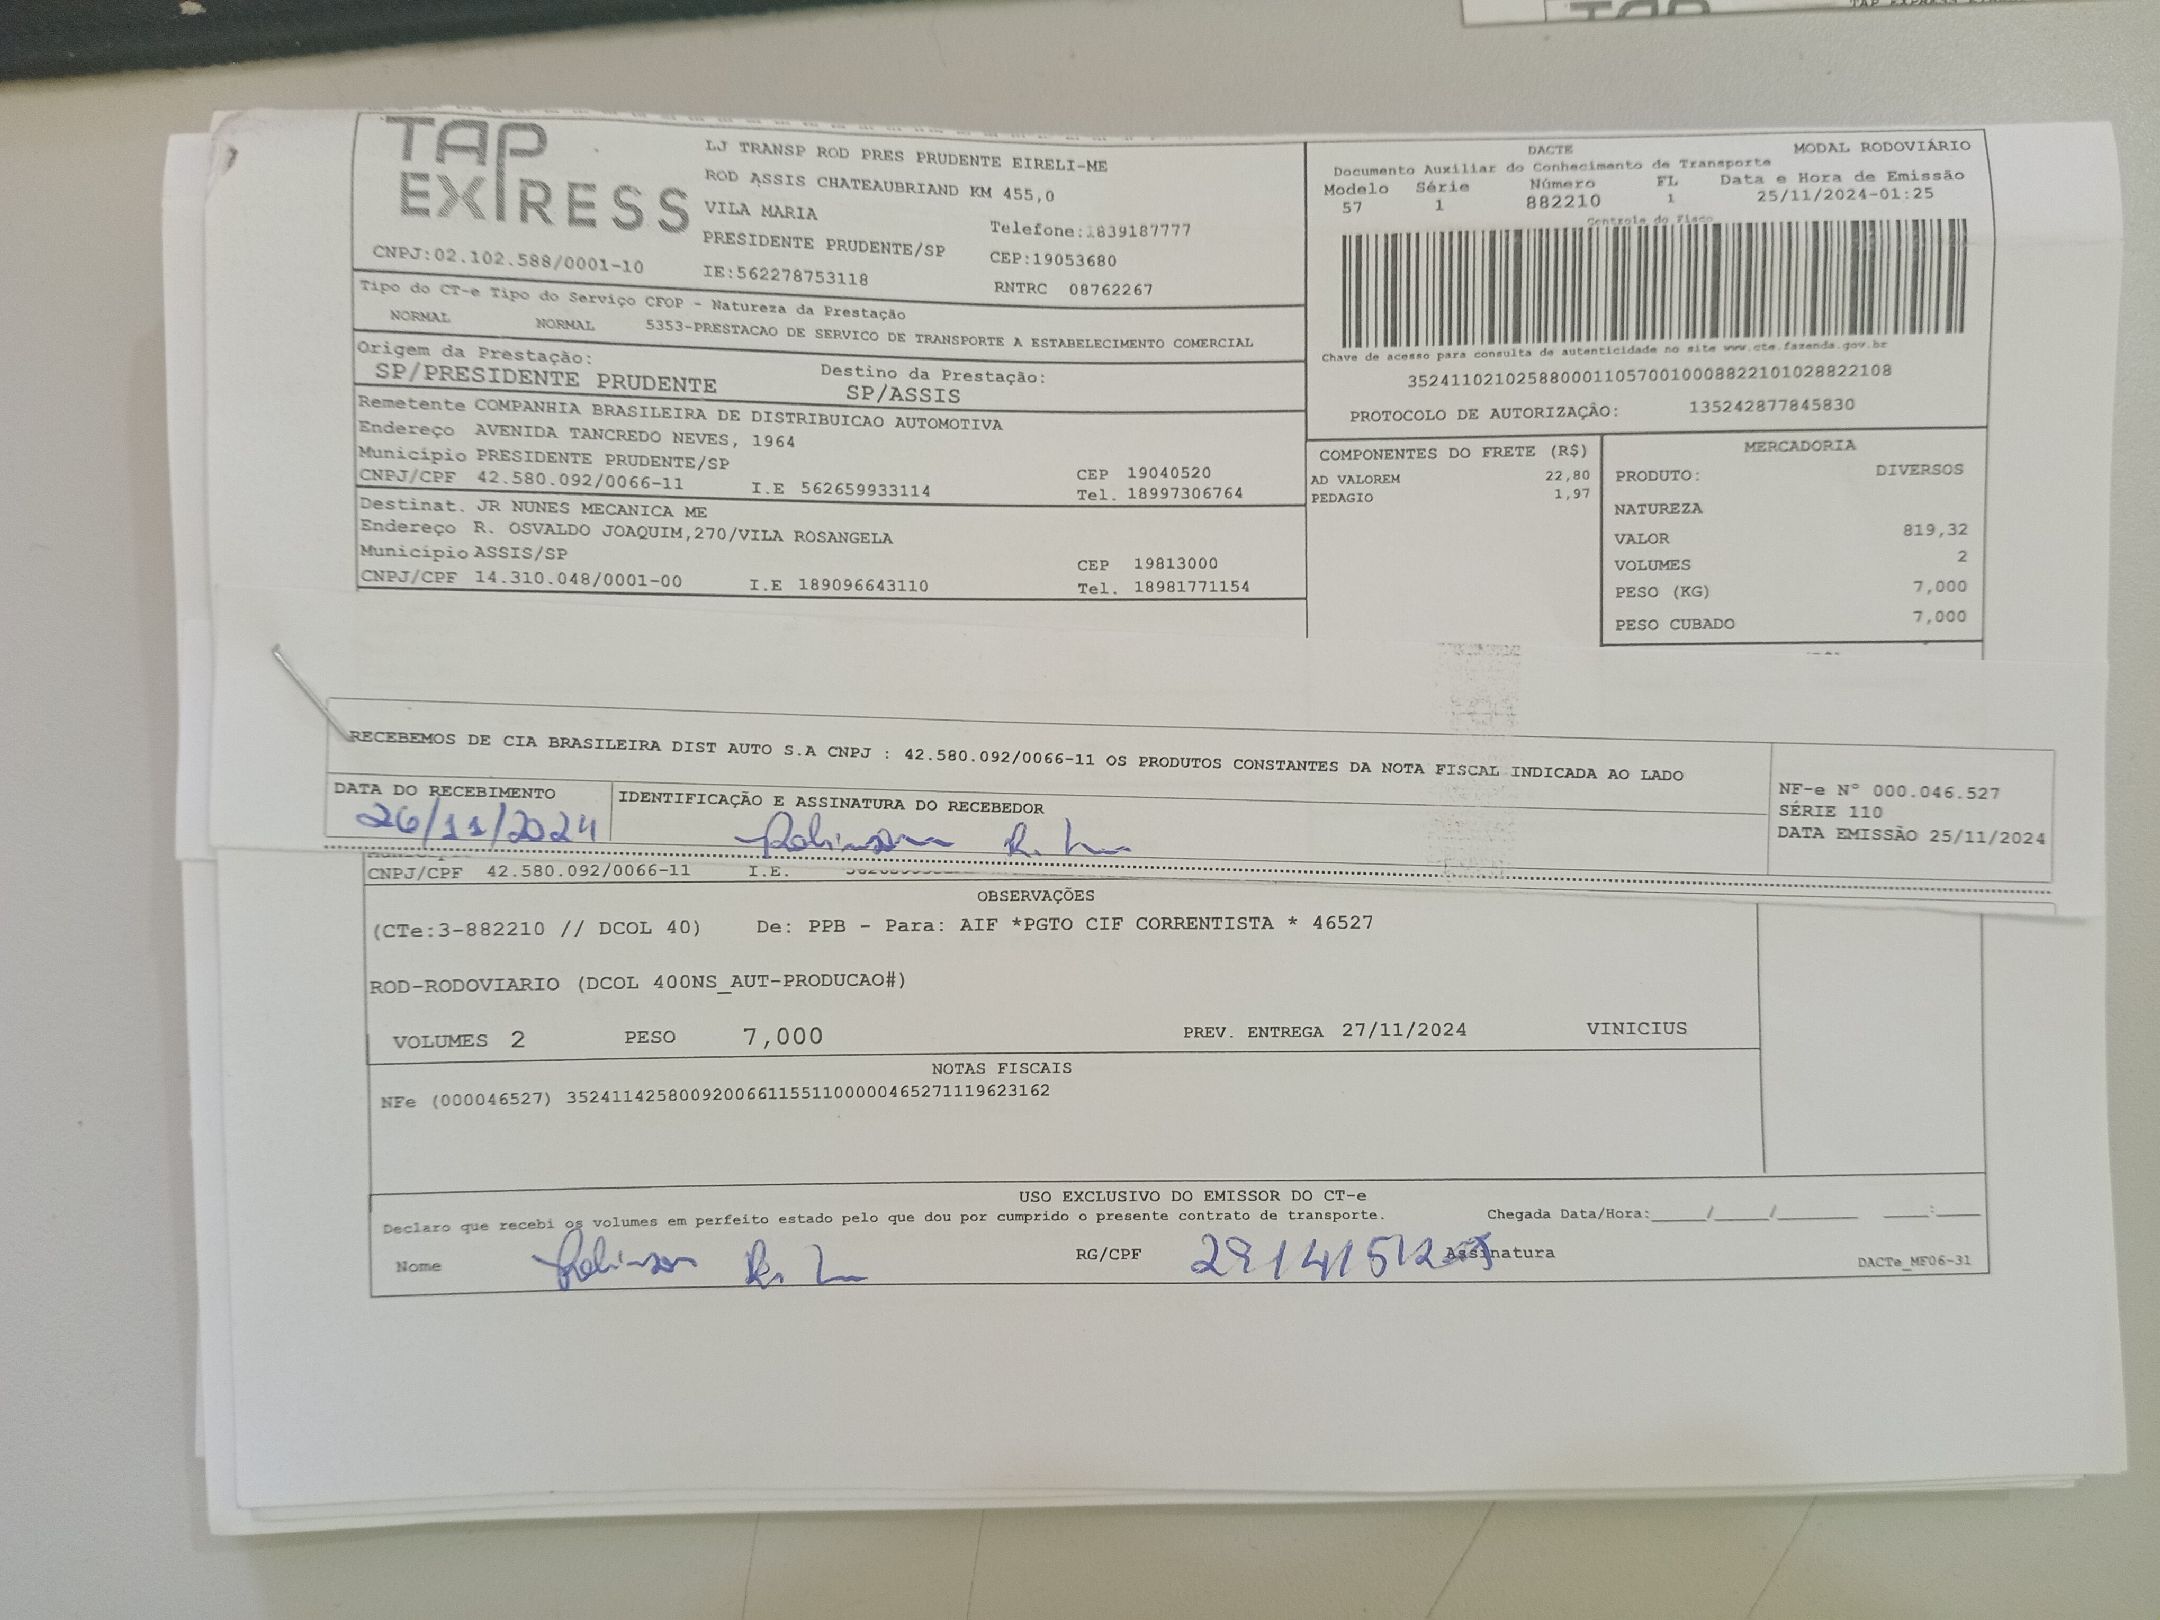 TAP
EXPRESS
CNPJ:02.102.588/0001-10
LJ TRANSP ROD PRES PRUDENTE EIRELI-ME
ROD ASSIS CHATEAUBRIAND KM 455,0
VILA MARIA
Telefone:1839187777
PRESIDENTE PRUDENTE/SP
CEP:19053680
IE:562278753118
RNTRC 08762267
DACTE
MODAL RODOVIÁRIO
Documento Auxiliar do Conhecimento de Transporte
Modelo Série Número FL Data e Hora de Emissão
57 1 882210 1 25/11/2024-01:25
Controle do Fisco
Chave de acesso para consulta de autenticidade no site www.cte.fazenda.gov.br
35241102102588000110570010008822101028822108
PROTOCOLO DE AUTORIZAÇÃO: 135242877845830
Tipo do CT-e Tipo do Serviço CFOP - Natureza da Prestação
NORMAL NORMAL 5353-PRESTACAO DE SERVICO DE TRANSPORTE A ESTABELECIMENTO COMERCIAL
Origem da Prestação: Destino da Prestação:
SP/PRESIDENTE PRUDENTE SP/ASSIS
Remetente COMPANHIA BRASILEIRA DE DISTRIBUICAO AUTOMOTIVA
Endereço AVENIDA TANCREDO NEVES, 1964
Município PRESIDENTE PRUDENTE/SP CEP 19040520
CNPJ/CPF 42.580.092/0066-11 I.E 562659933114 Tel. 18997306764
Destinat. JR NUNES MECANICA ME
Endereço R. OSVALDO JOAQUIM,270/VILA ROSANGELA
Município ASSIS/SP CEP 19813000
CNPJ/CPF 14.310.048/0001-00 I.E 189096643110 Tel. 18981771154
COMPONENTES DO FRETE (R$)
AD VALOREM 22,80
PEDAGIO 1,97
MERCADORIA
PRODUTO: DIVERSOS
NATUREZA
VALOR 819,32
VOLUMES 2
PESO (KG) 7,000
PESO CUBADO 7,000
RECEBEMOS DE CIA BRASILEIRA DIST AUTO S.A CNPJ : 42.580.092/0066-11 OS PRODUTOS CONSTANTES DA NOTA FISCAL INDICADA AO LADO
DATA DO RECEBIMENTO IDENTIFICAÇÃO E ASSINATURA DO RECEBEDOR
26/11/2024 Robinson R.
NF-e N° 000.046.527
SÉRIE 110
DATA EMISSÃO 25/11/2024
CNPJ/CPF 42.580.092/0066-11 I.E.
OBSERVAÇÕES
(CTe:3-882210 // DCOL 40) De: PPB - Para: AIF *PGTO CIF CORRENTISTA * 46527
ROD-RODOVIARIO (DCOL 400NS_AUT-PRODUCAO#)
VOLUMES 2 PESO 7,000 PREV. ENTREGA 27/11/2024 VINICIUS
NOTAS FISCAIS
NFe (000046527) 35241142580092006611551100000465271119623162
USO EXCLUSIVO DO EMISSOR DO CT-e
Declaro que recebi os volumes em perfeito estado pelo que dou por cumprido o presente contrato de transporte. Chegada Data/Hora:_____/_____/________ ____:____
Nome Robinson R. RG/CPF Assinatura
DACTe_MF06-31